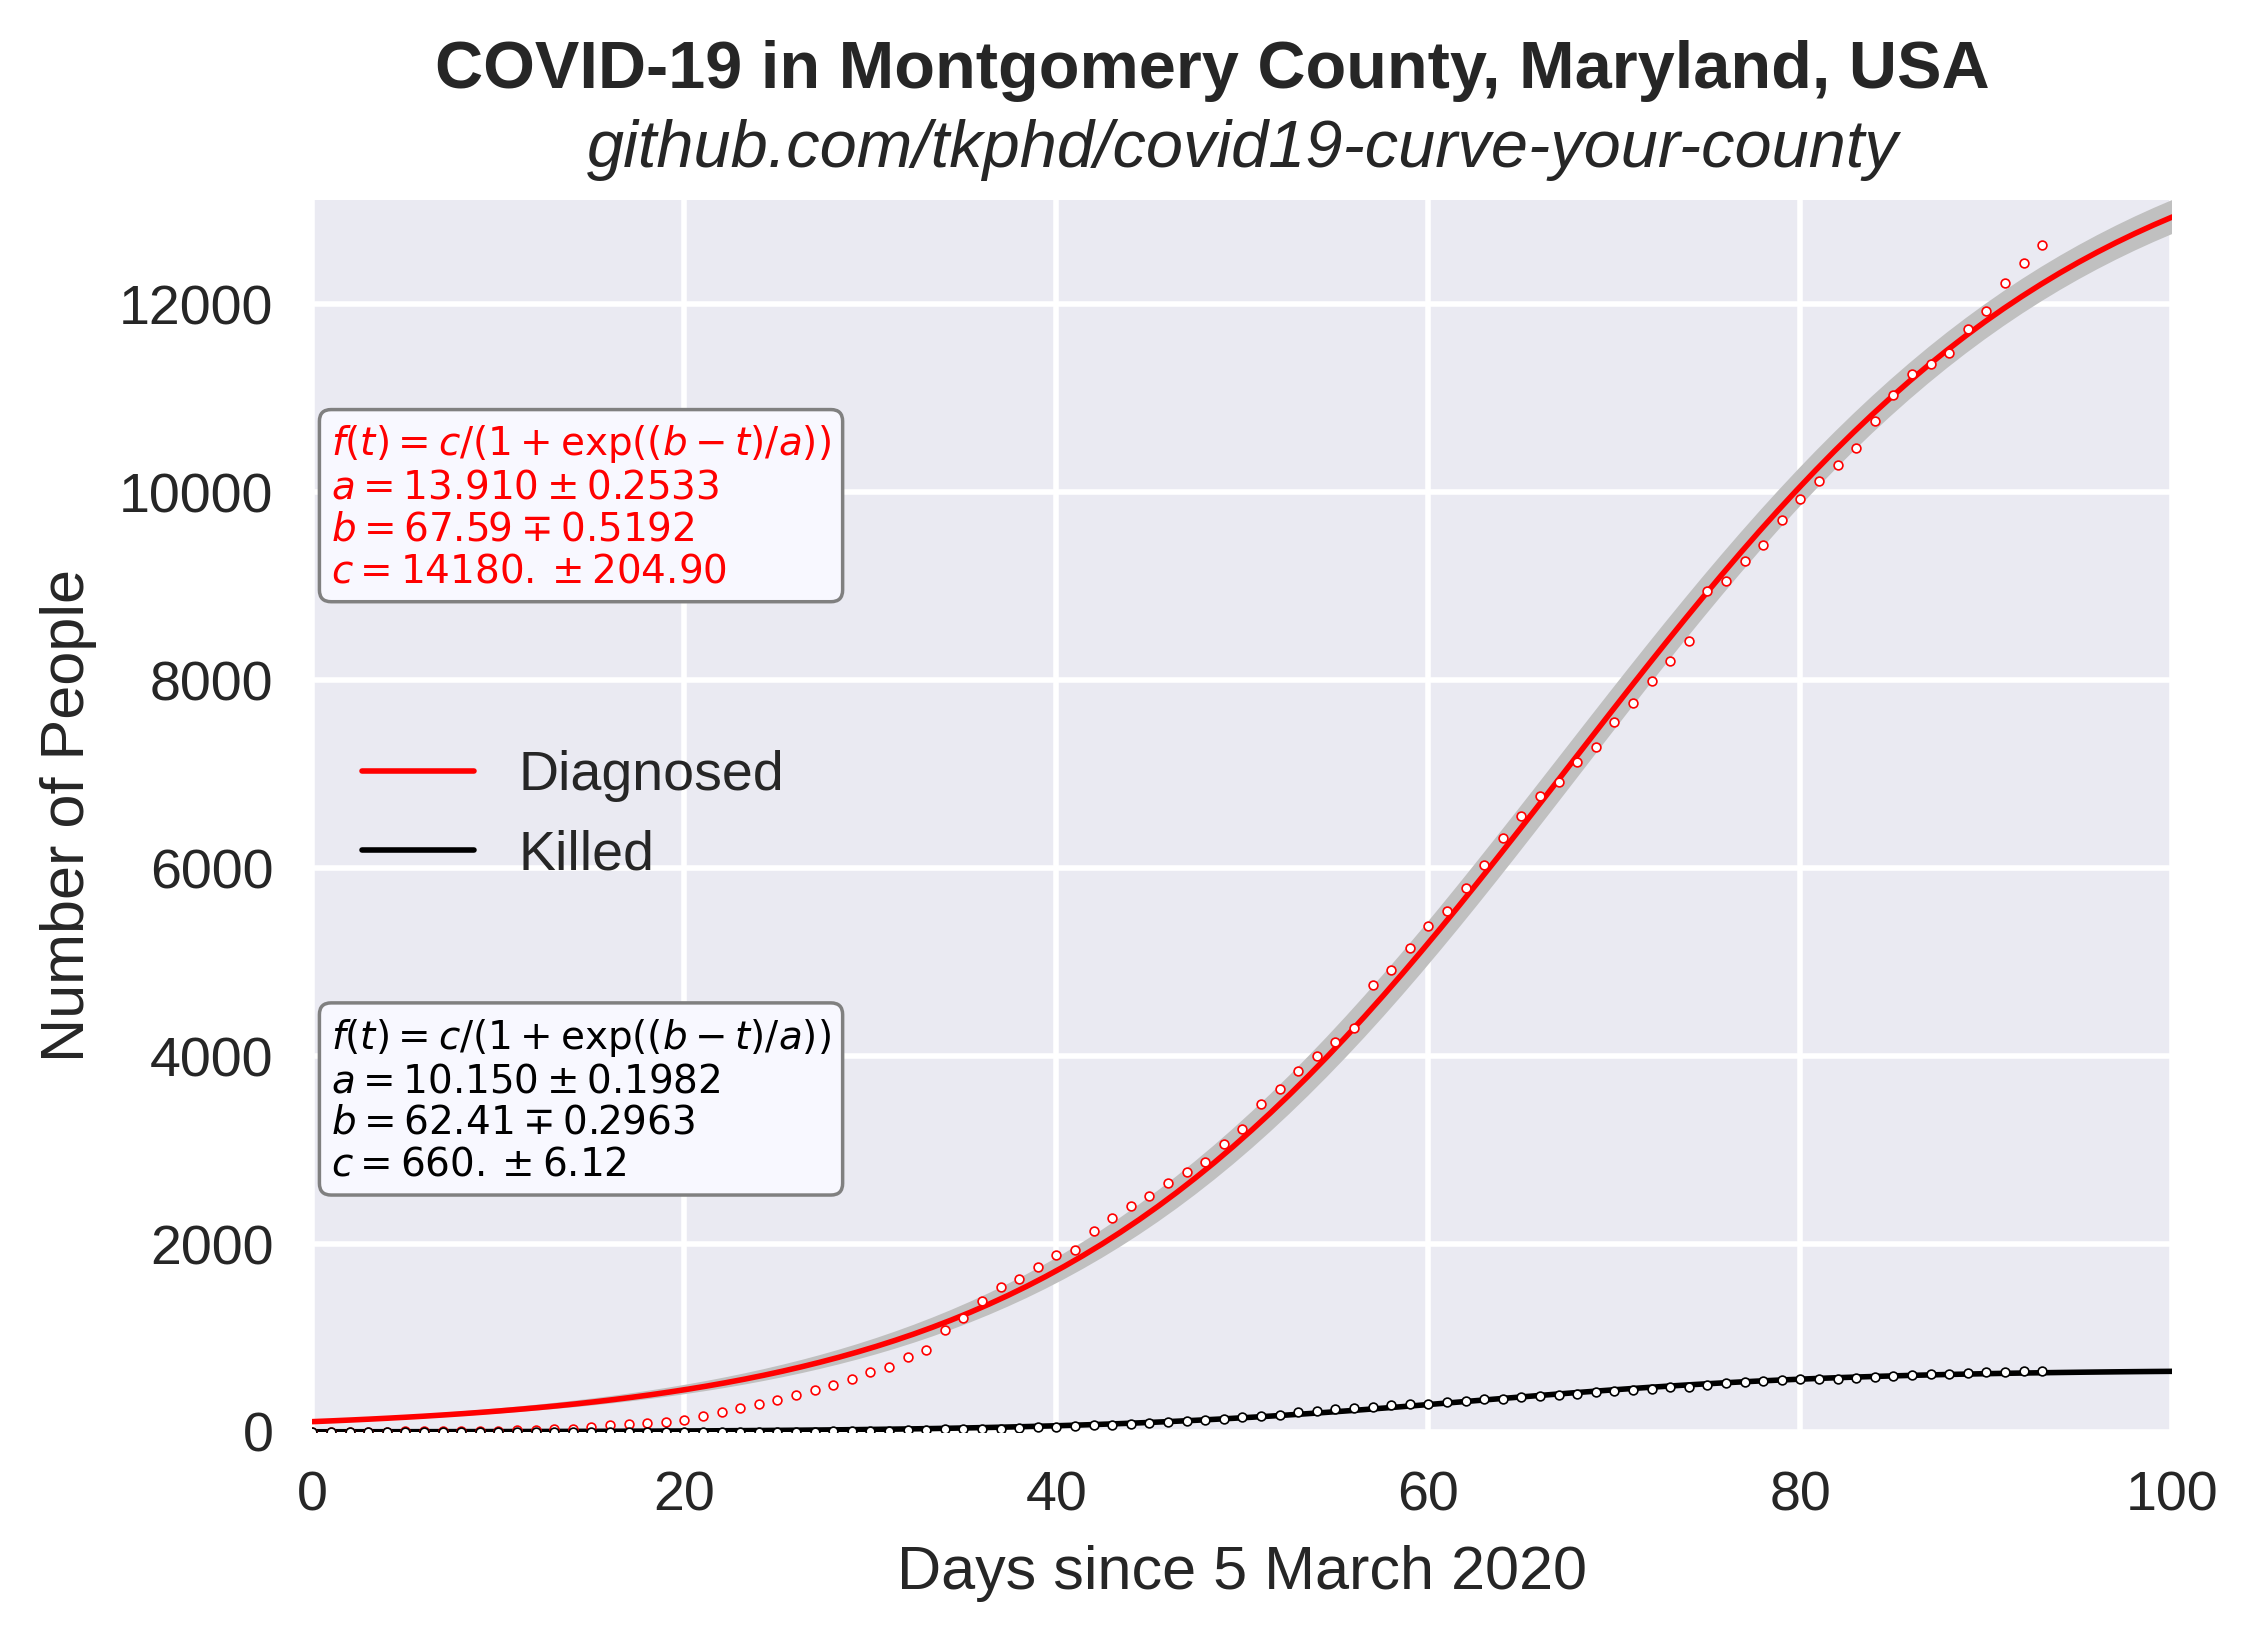 COVID-19 in Montgomery County, Maryland, USA
github.com/tkphd/covid19-curve-your-county
Number of People
12000
10000
8000
6000
4000
2000
0
f(t) = c/(1 + exp((b − t)/a))
a = 13.910 ± 0.2533
b = 67.59 ∓ 0.5192
c = 14180. ± 204.90
Diagnosed
Killed
f(t) = c/(1 + exp((b − t)/a))
a = 10.150 ± 0.1982
b = 62.41 ∓ 0.2963
c = 660. ± 6.12
0 20 40 60 80 100
Days since 5 March 2020